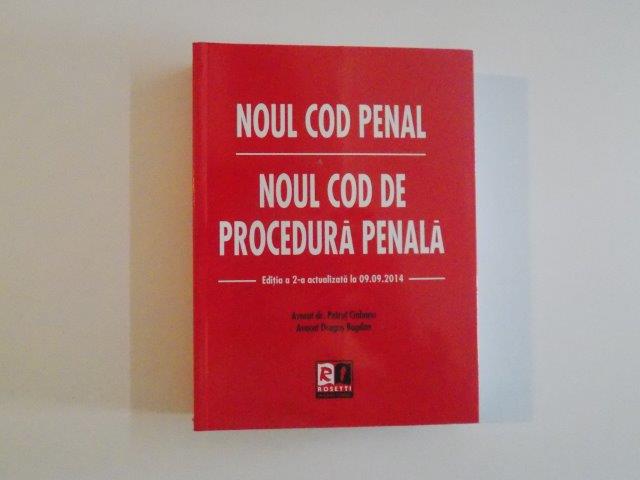 NOUL COD PENAL
NOUL COD DE
PROCEDURĂ PENALĂ
Ediția a 2-a actualizată la 09.09.2014
Avocat dr. Petruț Ciobanu
Avocat Dragoș Bogdan
R
ROSETTI